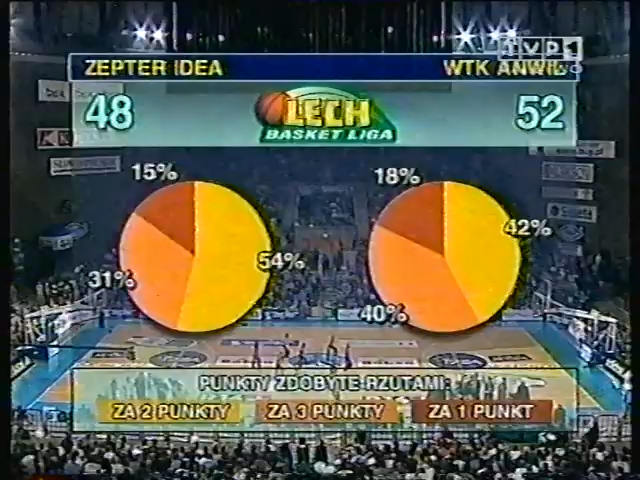 TVP1
ZEPTER IDEA
WTK ANWIL
48
LECH
BASKET LIGA
52
15%
54%
31%
18%
42%
40%
PUNKTY ZDOBYTE RZUTAMI:
ZA 2 PUNKTY
ZA 3 PUNKTY
ZA 1 PUNKT